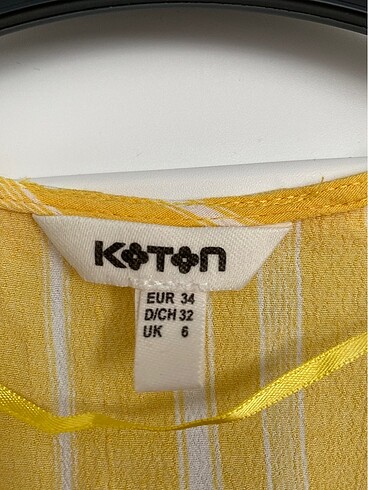 KOTON
EUR 34
D/CH 32
UK 6